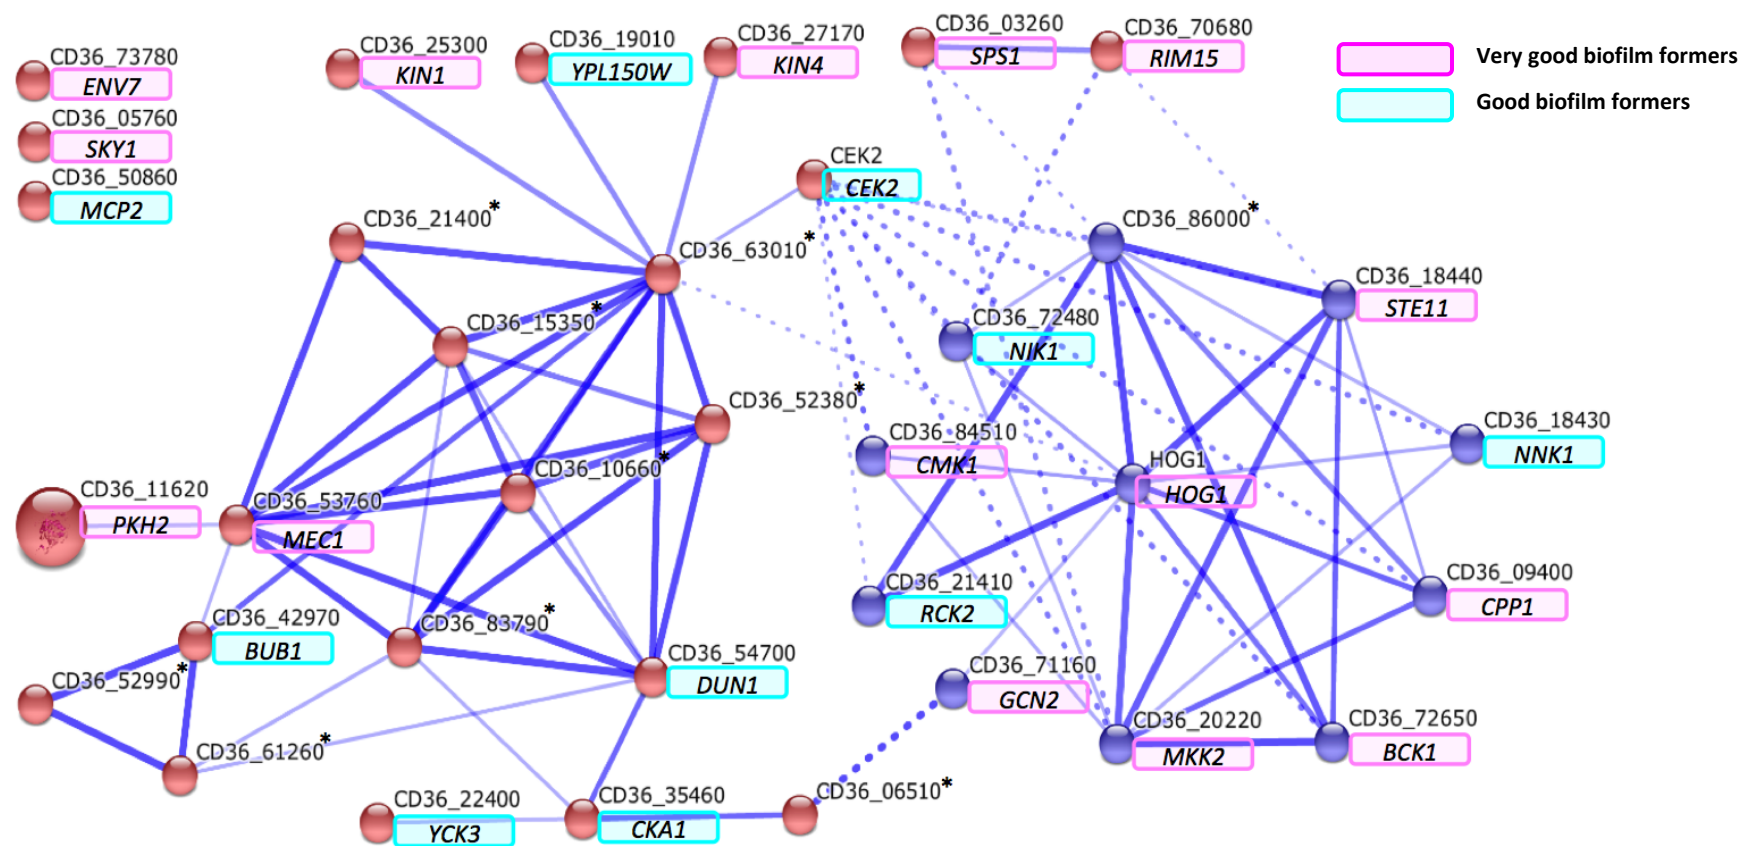 CD36_73780
ENV7
CD36_05760
SKY1
CD36_50860
MCP2
CD36_25300
KIN1
CD36_19010
YPL150W
CD36_27170
KIN4
CD36_03260
SPS1
CD36_70680
RIM15
Very good biofilm formers
Good biofilm formers
CEK2
CEK2
CD36_21400*
CD36_63010*
CD36_86000*
CD36_18440
STE11
CD36_15350*
CD36_72480
NIK1
CD36_52380*
CD36_84510
CMK1
CD36_18430
NNK1
CD36_10660*
HOG1
HOG1
CD36_11620
PKH2
CD36_53760
MEC1
CD36_21410
RCK2
CD36_09400
CPP1
CD36_42970
BUB1
CD36_83790*
CD36_54700
DUN1
CD36_52990*
CD36_71160
GCN2
CD36_20220
MKK2
CD36_72650
BCK1
CD36_61260*
CD36_22400
YCK3
CD36_35460
CKA1
CD36_06510*